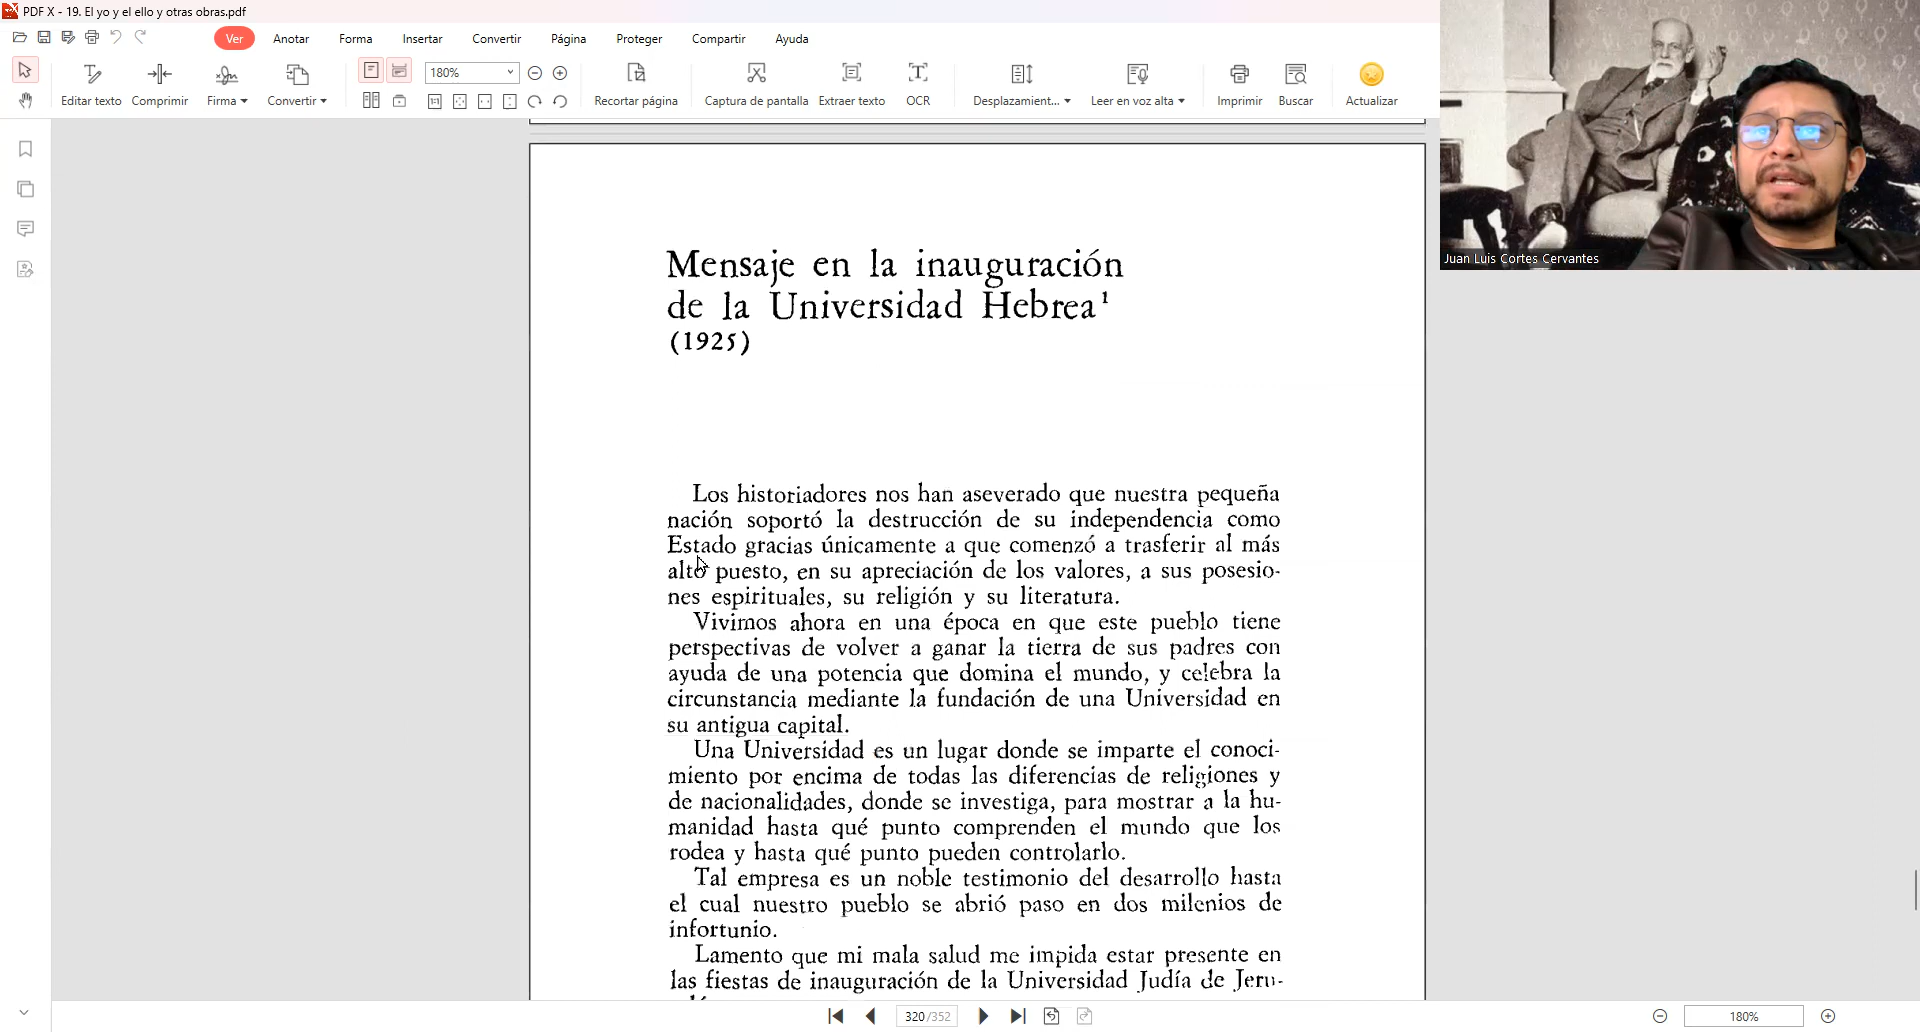 PDF X - 19. El yo y el ello y otras obras.pdf
Ver
Anotar
Forma
Insertar
Convertir
Página
Proteger
Compartir
Ayuda
180%
Editar texto
Comprimir
Firma
Convertir
Recortar página
Captura de pantalla
Extraer texto
OCR
Desplazamient...
Leer en voz alta
Imprimir
Buscar
Actualizar
Juan Luis Cortes Cervantes
Mensaje en la inauguración
de la Universidad Hebrea¹
(1925)
Los historiadores nos han aseverado que nuestra pequeña
nación soportó la destrucción de su independencia como
Estado gracias únicamente a que comenzó a trasferir al más
alto puesto, en su apreciación de los valores, a sus posesio-
nes espirituales, su religión y su literatura.
Vivimos ahora en una época en que este pueblo tiene
perspectivas de volver a ganar la tierra de sus padres con
ayuda de una potencia que domina el mundo, y celebra la
circunstancia mediante la fundación de una Universidad en
su antigua capital.
Una Universidad es un lugar donde se imparte el conoci-
miento por encima de todas las diferencias de religiones y
de nacionalidades, donde se investiga, para mostrar a la hu-
manidad hasta qué punto comprenden el mundo que los
rodea y hasta qué punto pueden controlarlo.
Tal empresa es un noble testimonio del desarrollo hasta
el cual nuestro pueblo se abrió paso en dos milenios de
infortunio.
Lamento que mi mala salud me impida estar presente en
las fiestas de inauguración de la Universidad Judía de Jeru-
320/352
180%